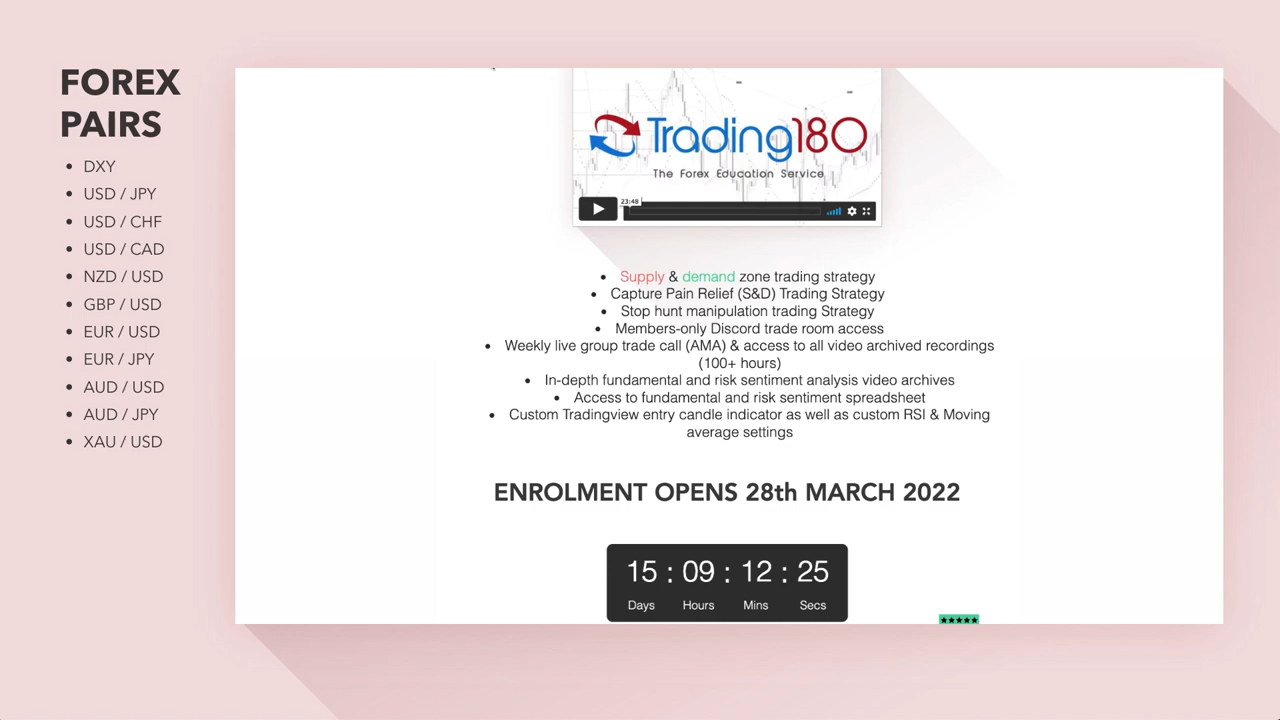 FOREX
PAIRS
• DXY
• USD / JPY
• USD / CHF
• USD / CAD
• NZD / USD
• GBP / USD
• EUR / USD
• EUR / JPY
• AUD / USD
• AUD / JPY
• XAU / USD
Trading180
The Forex Education Service
23:48
• Supply & demand zone trading strategy
• Capture Pain Relief (S&D) Trading Strategy
• Stop hunt manipulation trading Strategy
• Members-only Discord trade room access
• Weekly live group trade call (AMA) & access to all video archived recordings
(100+ hours)
• In-depth fundamental and risk sentiment analysis video archives
• Access to fundamental and risk sentiment spreadsheet
• Custom Tradingview entry candle indicator as well as custom RSI & Moving
average settings
ENROLMENT OPENS 28th MARCH 2022
15 : 09 : 12 : 25
Days Hours Mins Secs